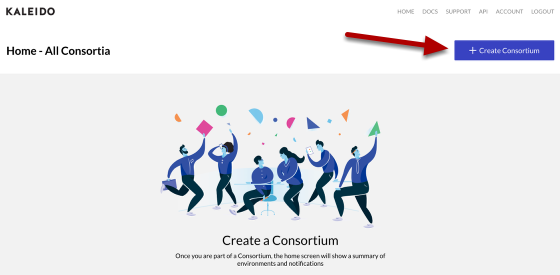 KALEIDO
HOME DOCS SUPPORT API ACCOUNT LOGOUT
Home - All Consortia
+ Create Consortium
Create a Consortium
Once you are part of a Consortium, the home screen will show a summary of
environments and notifications